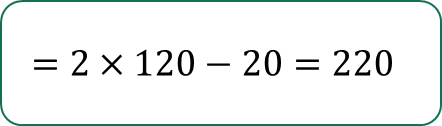 = 2 × 120 − 20 = 220